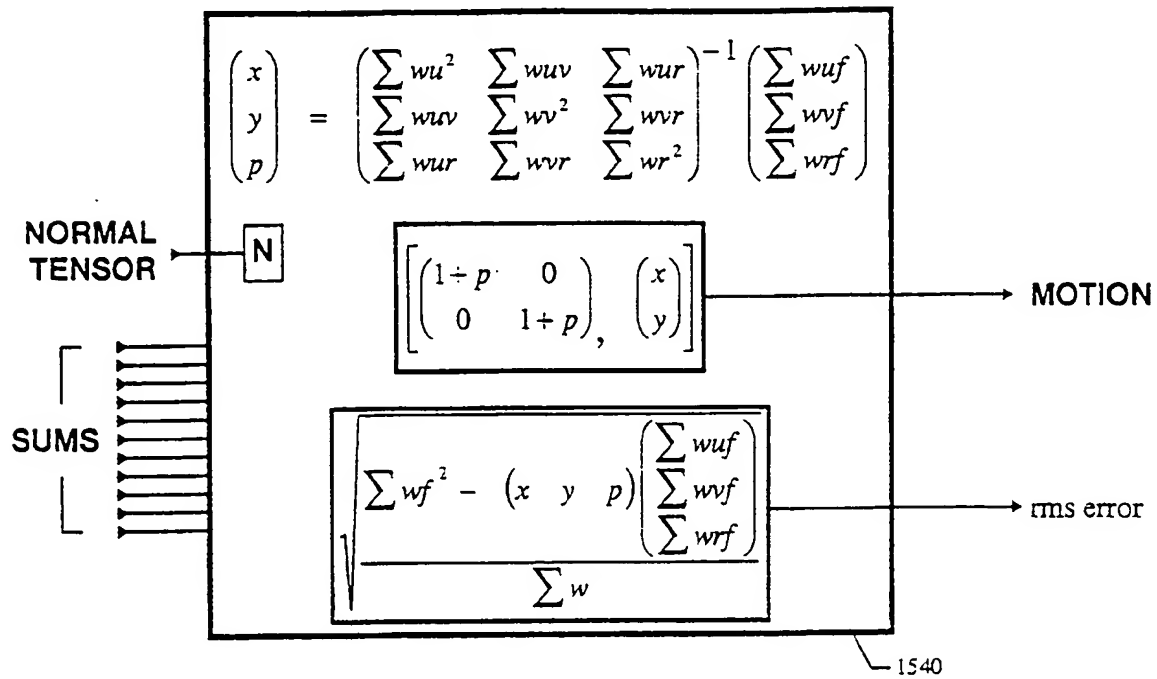 (x y p) = (∑wu² ∑wuv ∑wur
∑wuv ∑wv² ∑wvr
∑wur ∑wvr ∑wr²)⁻¹ (∑wuf
∑wvf
∑wrf)
NORMAL
TENSOR
N
[(1÷p 0
0 1÷p), (x
y)]
MOTION
SUMS
√
∑wf² - (x y p) (∑wuf
∑wvf
∑wrf)
∑w
rms error
1540